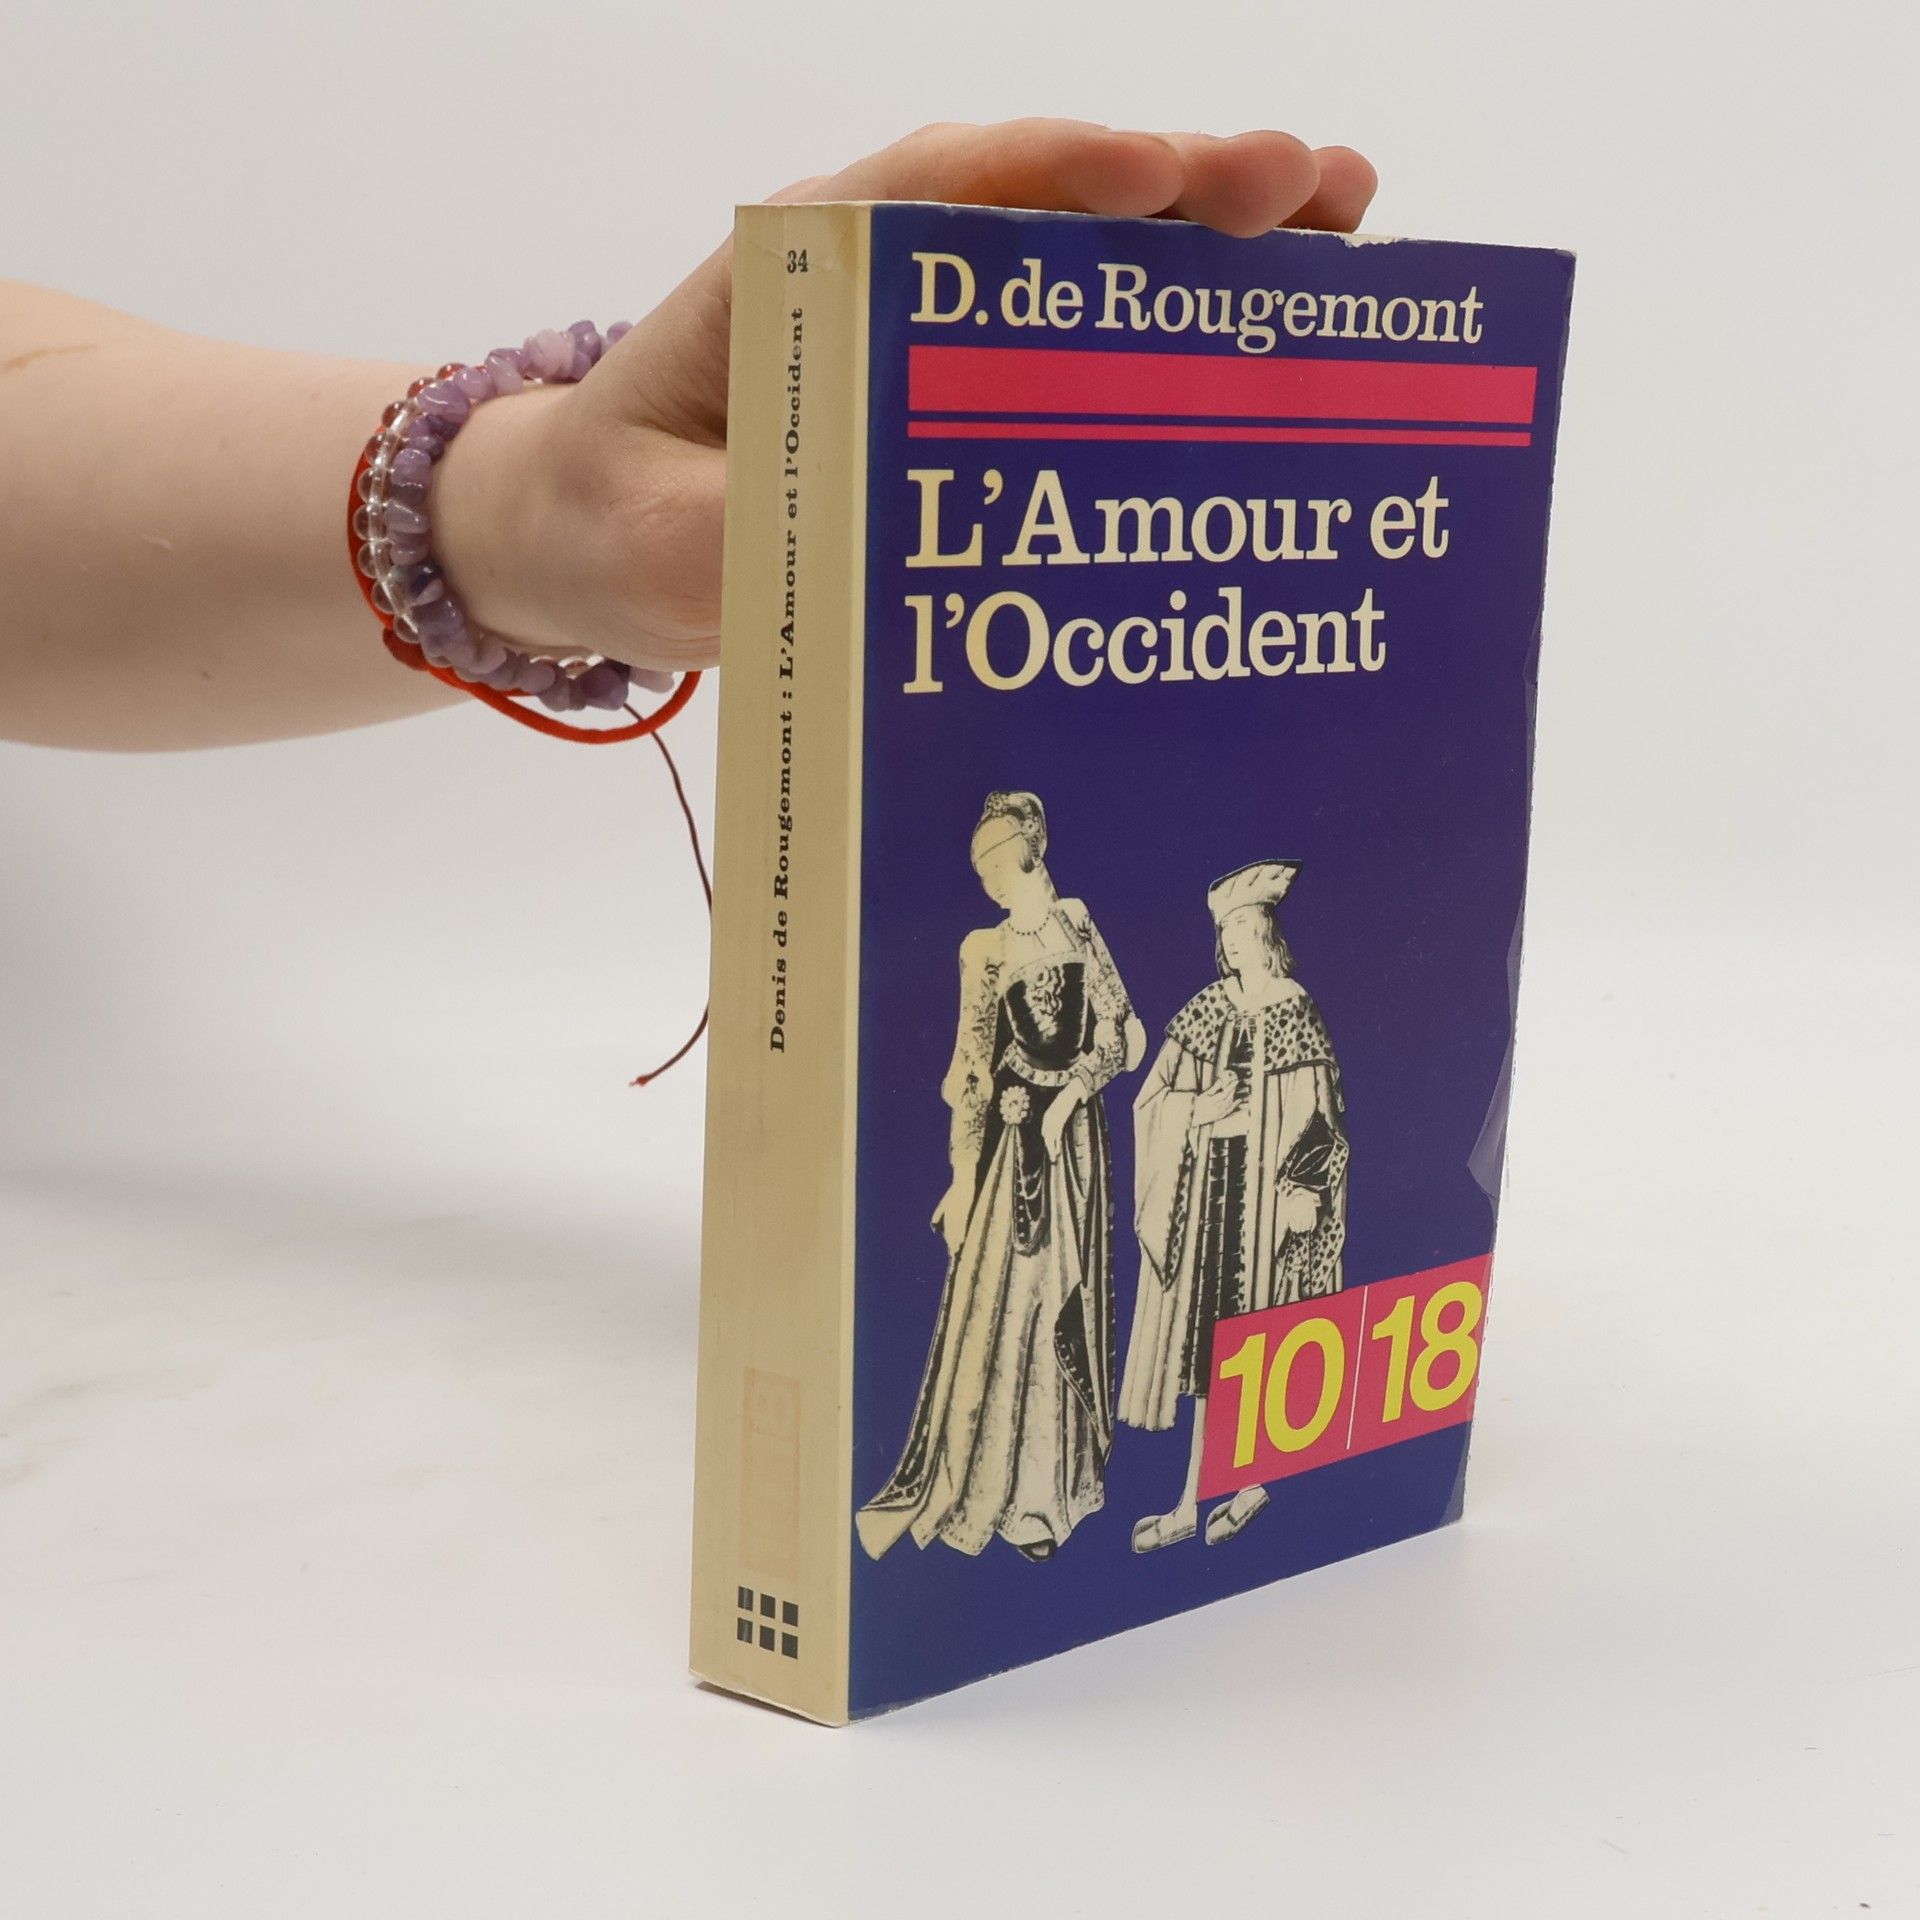 34
Denis de Rougemont : L'Amour et l'Occident
D. de Rougemont
L'Amour et
l'Occident
10|18